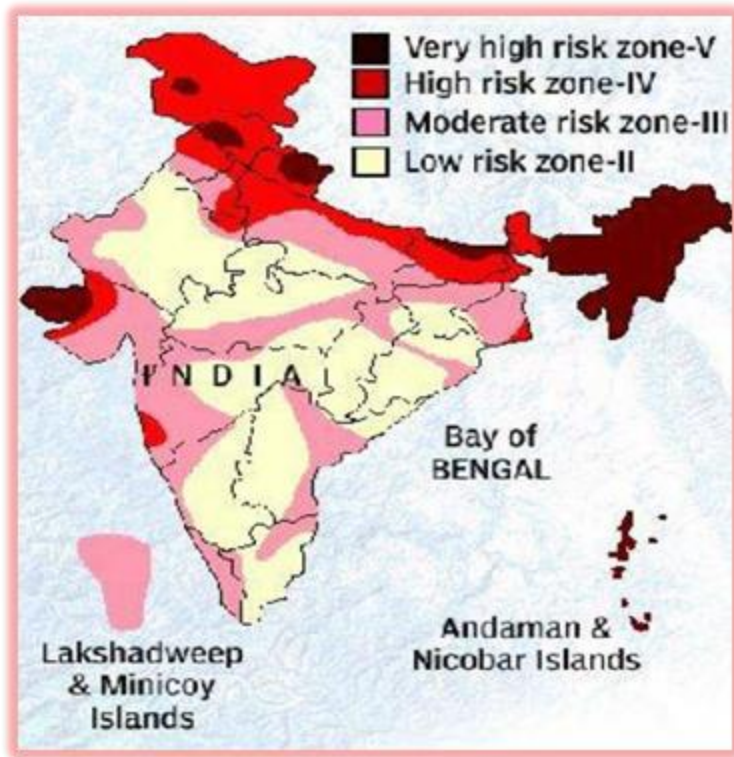 Very high risk zone-V
High risk zone-IV
Moderate risk zone-III
Low risk zone-II
INDIA
Bay of
BENGAL
Andaman &
Nicobar Islands
Lakshadweep
& Minicoy
Islands